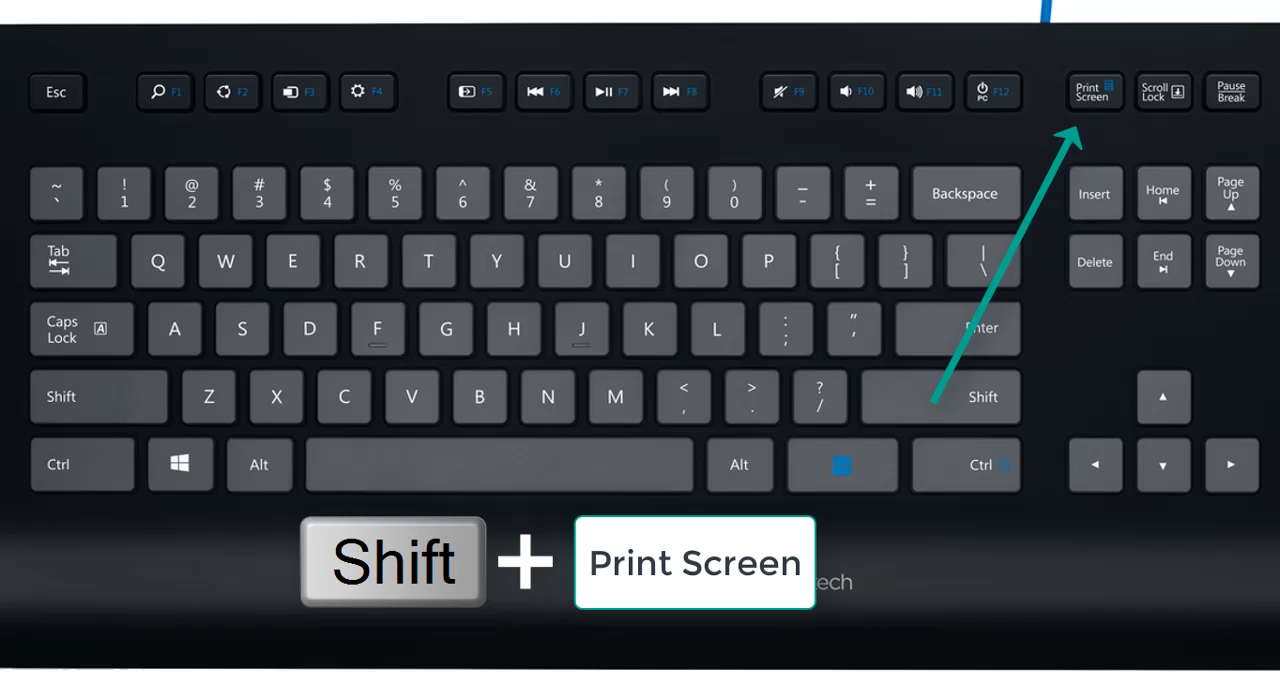 Esc F1 F2 F3 F4 F5 F6 F7 F8 F9 F10 F11 PC F12
Print Screen
Scroll Lock
Pause Break
~ ` ! 1 @ 2 # 3 $ 4 % 5 ^ 6 & 7 * 8 ( 9 ) 0 _ - + = Backspace Insert Home Page Up
Tab Q W E R T Y U I O P { [ } ] | \ Delete End Page Down
Caps Lock A A S D F G H J K L : ; " ' Enter
Shift Z X C V B N M < , > . ? / Shift
Ctrl Alt Alt Ctrl
Shift + Print Screen
tech